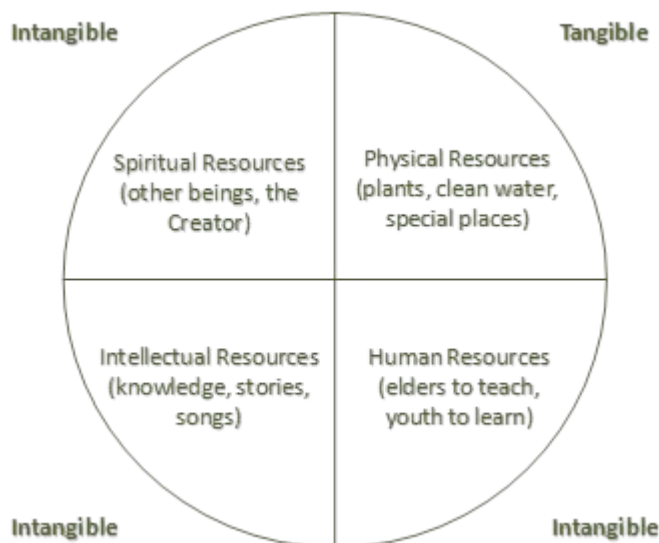 Intangible
Tangible
Spiritual Resources
(other beings, the
Creator)
Physical Resources
(plants, clean water,
special places)
Intellectual Resources
(knowledge, stories,
songs)
Human Resources
(elders to teach,
youth to learn)
Intangible
Intangible